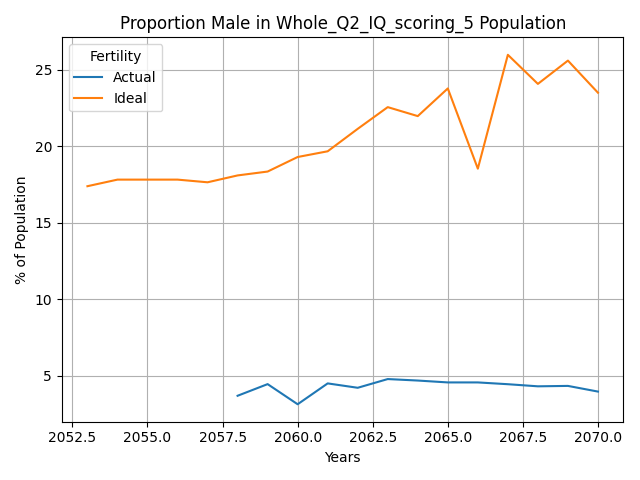 Proportion Male in Whole_Q2_IQ_scoring_5 Population
Fertility
Actual
Ideal
% of Population
25
20
15
10
5
2052.5 2055.0 2057.5 2060.0 2062.5 2065.0 2067.5 2070.0
Years